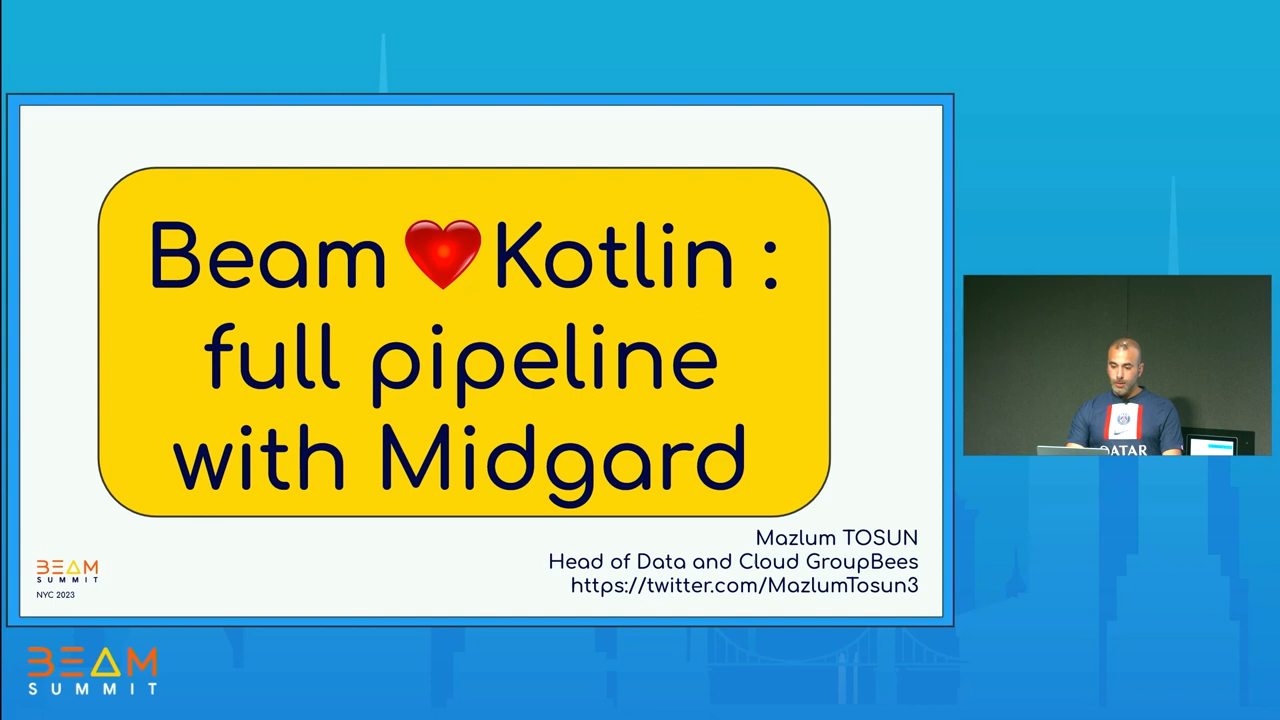 Beam ❤ Kotlin :
full pipeline
with Midgard
Mazlum TOSUN
Head of Data and Cloud GroupBees
https://twitter.com/MazlumTosun3
BEAM
SUMMIT
NYC 2023
QATAR
BEAM
SUMMIT